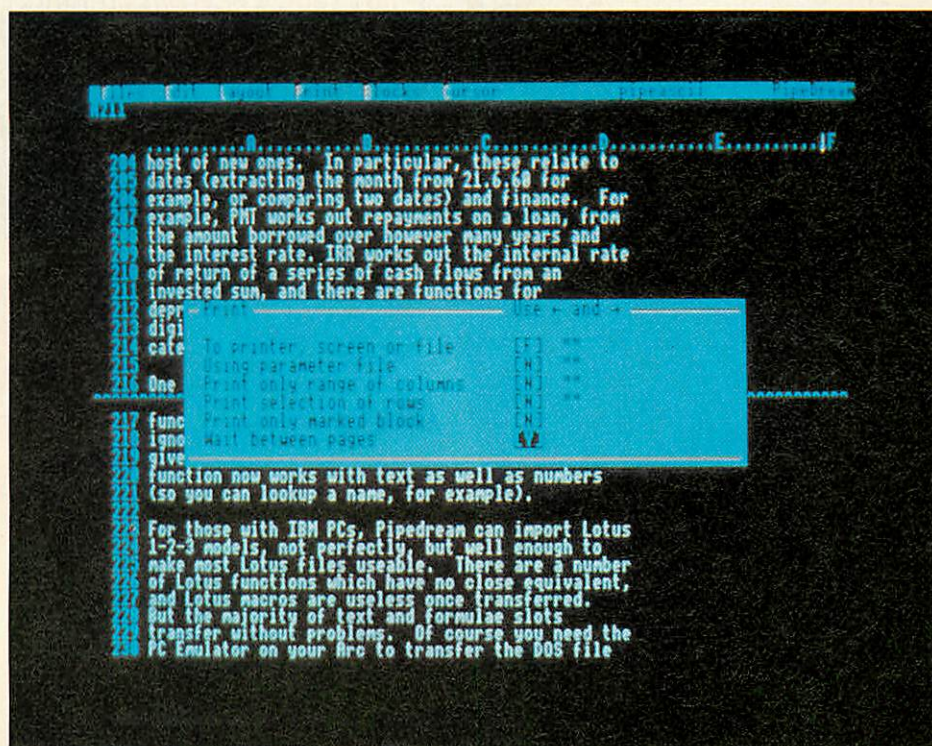 File Edit Layout Print Blocks Cursor pipeascii PipeDream
A211
A B C D E F
204 host of new ones. In particular, these relate to
205 dates (extracting the month from 21.6.60 for
206 example, or comparing two dates) and finance. For
207 example, PMT works out repayments on a loan, from
208 the amount borrowed over however many years and
209 the interest rate. IRR works out the internal rate
210 of return of a series of cash flows from an
211 invested sum, and there are functions for
212 depr
213 digi
214 cate
215
216 One
Print Use ← and →
To printer, screen or file [F] ""
Using parameter file [N] ""
Print only range of columns [N] ""
Print selection of rows [N] ""
Print only marked block [N]
Wait between pages
217 func
218 igno
219 give
220 function now works with text as well as numbers
221 (so you can lookup a name, for example).
222
223 For those with IBM PCs, Pipedream can import Lotus
224 1-2-3 models, not perfectly, but well enough to
225 make most Lotus files useable. There are a number
226 of Lotus functions which have no close equivalent,
227 and Lotus macros are useless once transferred.
228 But the majority of text and formulae slots
229 transfer without problems. Of course you need the
230 PC Emulator on your Arc to transfer the DOS file